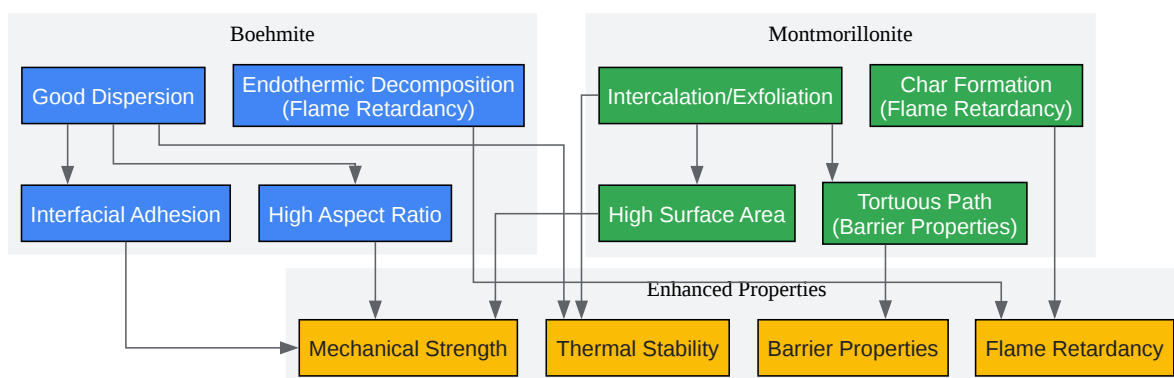 Boehmite
Good Dispersion
Endothermic Decomposition
(Flame Retardancy)
Interfacial Adhesion
High Aspect Ratio
Montmorillonite
Intercalation/Exfoliation
Char Formation
(Flame Retardancy)
High Surface Area
Tortuous Path
(Barrier Properties)
Enhanced Properties
Mechanical Strength
Thermal Stability
Barrier Properties
Flame Retardancy